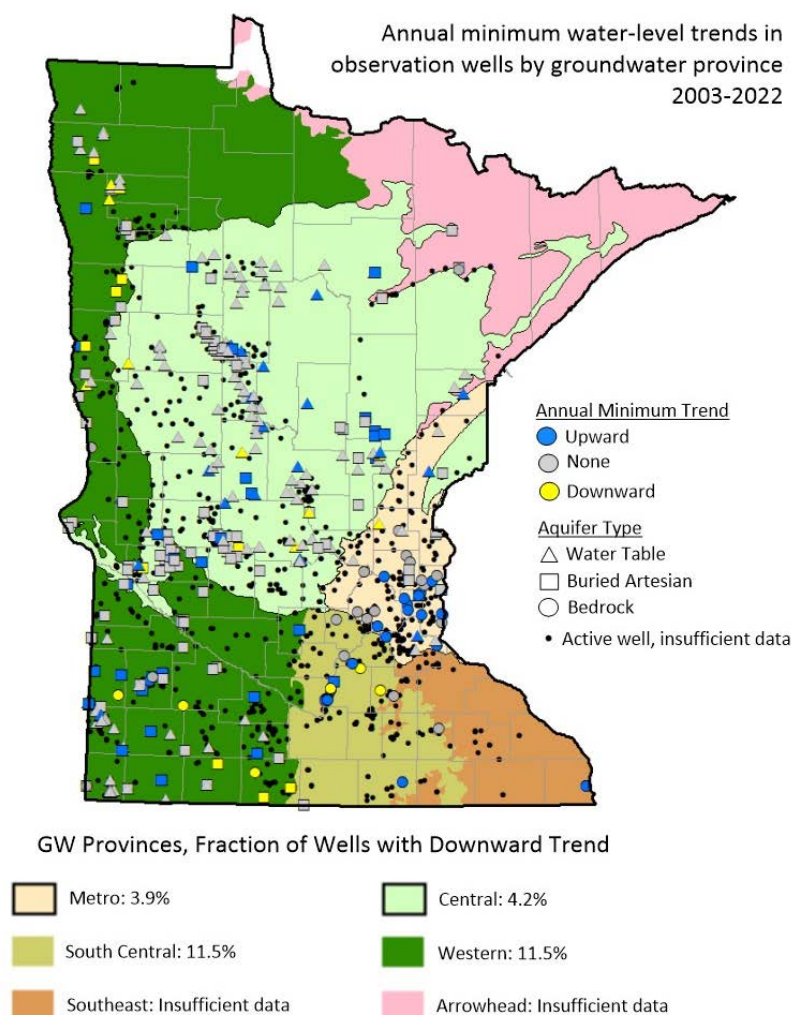 Annual minimum water-level trends in
observation wells by groundwater province
2003-2022
Annual Minimum Trend
Upward
None
Downward
Aquifer Type
Water Table
Buried Artesian
Bedrock
Active well, insufficient data
GW Provinces, Fraction of Wells with Downward Trend
Metro: 3.9%
Central: 4.2%
South Central: 11.5%
Western: 11.5%
Southeast: Insufficient data
Arrowhead: Insufficient data